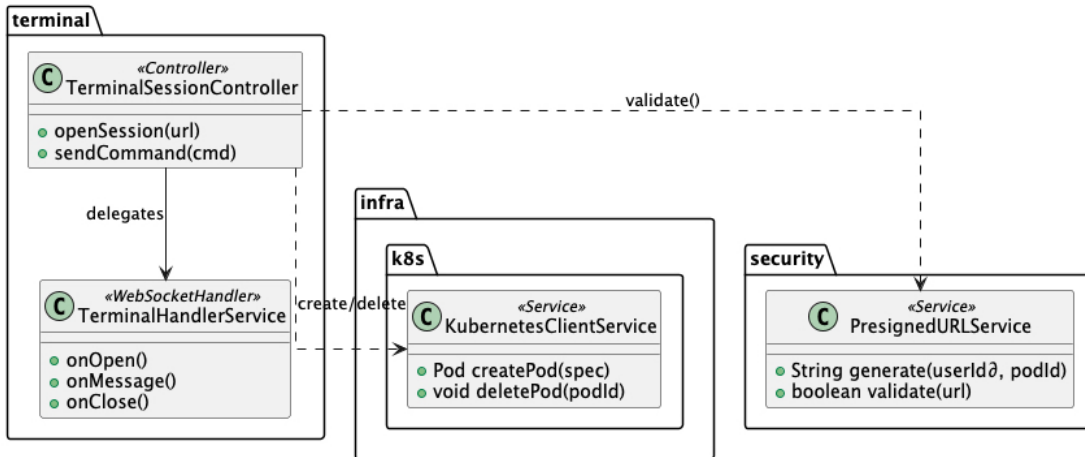 terminal
C «Controller»
TerminalSessionController
openSession(url)
sendCommand(cmd)
validate()
delegates
C «WebSocketHandler»
TerminalHandlerService
onOpen()
onMessage()
onClose()
create/delete
infra
k8s
C «Service»
KubernetesClientService
Pod createPod(spec)
void deletePod(podId)
security
C «Service»
PresignedURLService
String generate(userId∂, podId)
boolean validate(url)